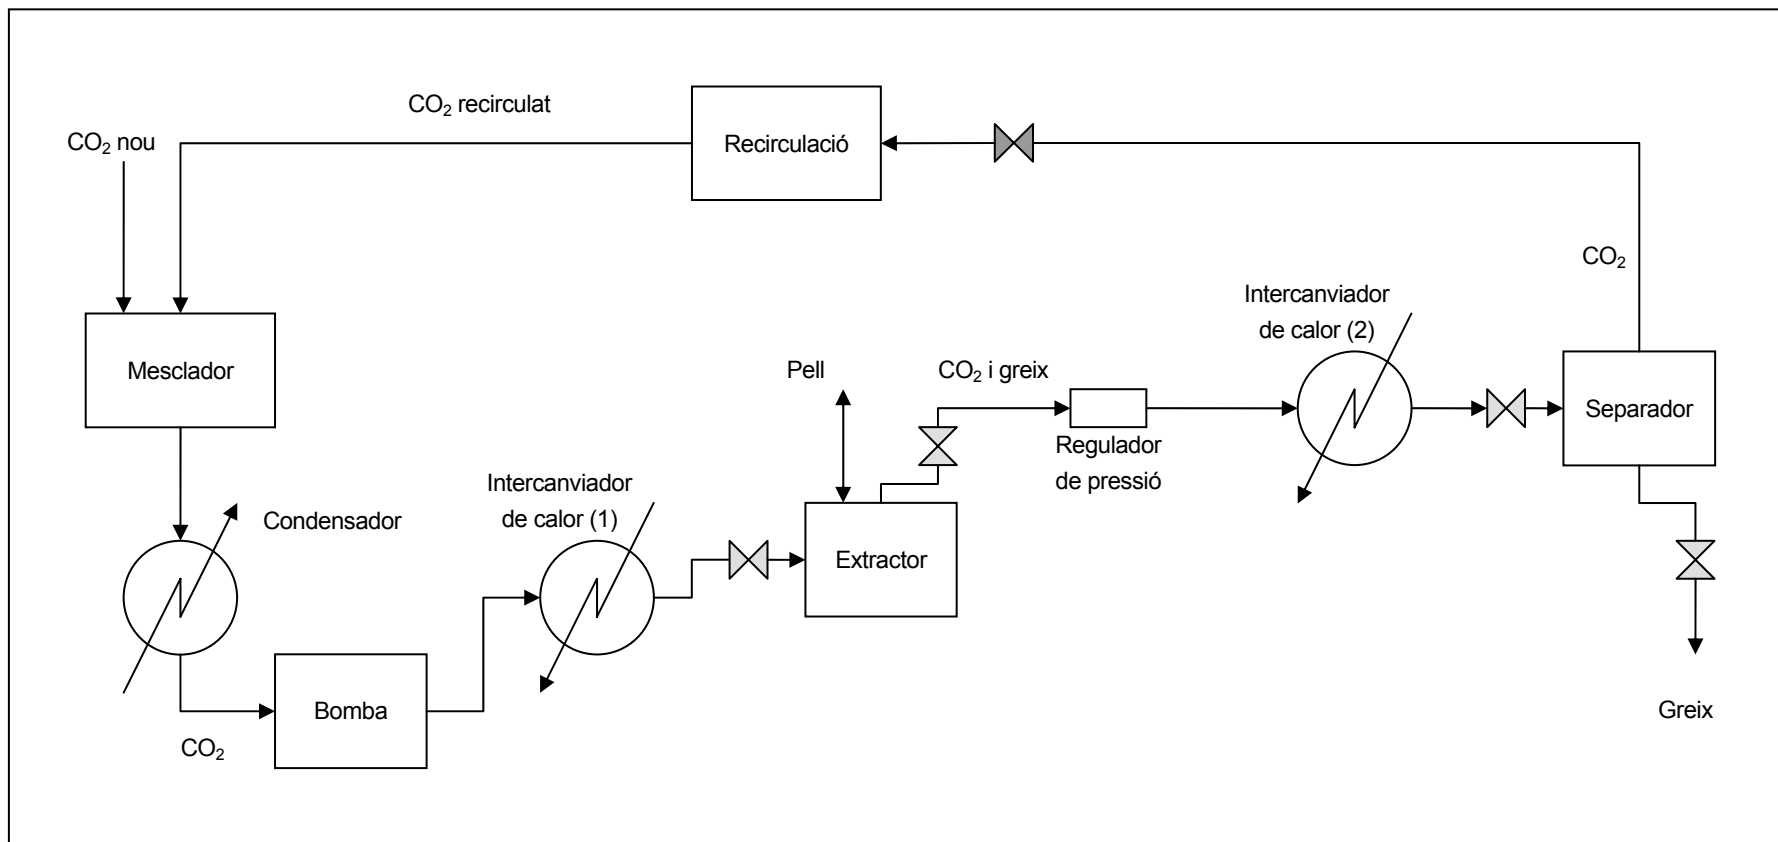 CO₂ recirculat
CO₂ nou
Recirculació
CO₂
Intercanviador
de calor (2)
Mesclador
Pell
CO₂ i greix
Separador
Regulador
de pressió
Intercanviador
de calor (1)
Condensador
Extractor
Bomba
Greix
CO₂